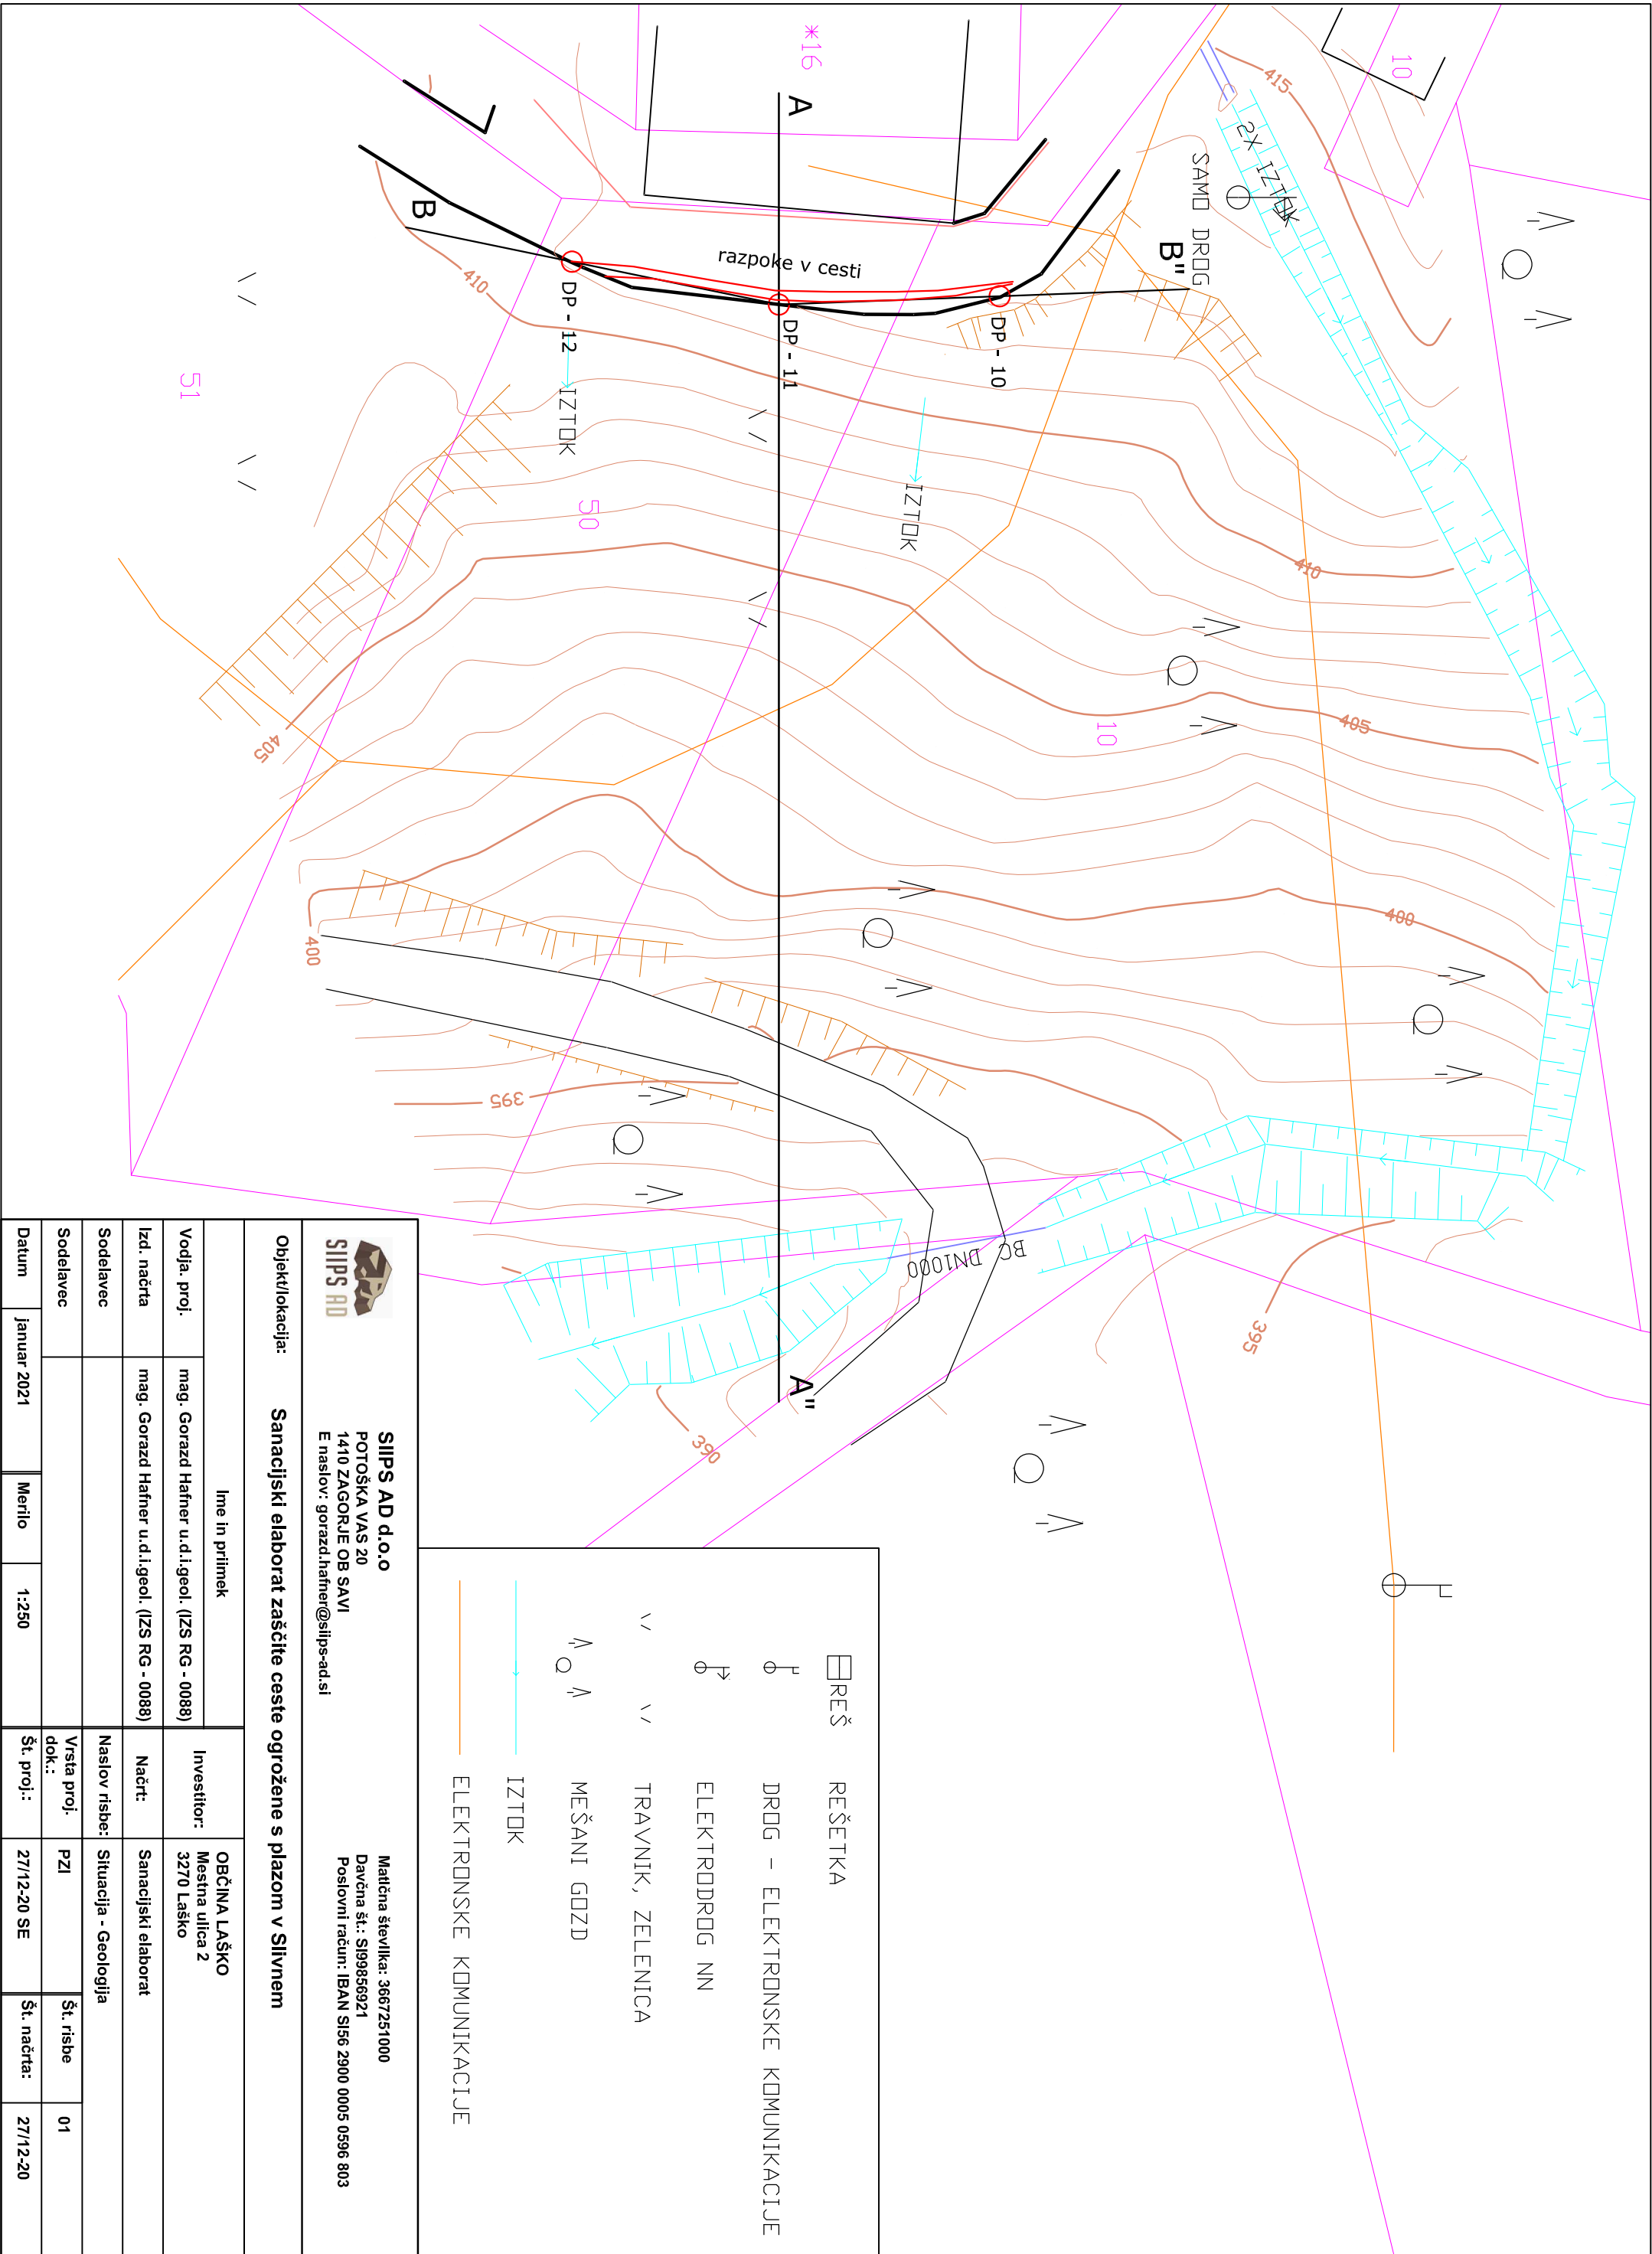 *16
A
10
415
2X IZTOK
SAMO DROG
B
B"
razpoke v cesti
410
DP - 12
DP - 11
DP - 10
IZTOK
IZTOK
51
50
410
405
10
405
400
400
395
BC DN1000
395
A"
390
REŠ REŠETKA
DROG - ELEKTRONSKE KOMUNIKACIJE
ELEKTRODROG NN
TRAVNIK, ZELENICA
MEŠANI GOZD
IZTOK
ELEKTRONSKE KOMUNIKACIJE
SIIPS AD
SIIPS AD d.o.o
POTOŠKA VAS 20
1410 ZAGORJE OB SAVI
E naslov: gorazd.hafner@siips-ad.si
Matična številka: 3667251000
Davčna št.: SI99856921
Poslovni račun: IBAN SI56 2900 0005 0596 803
Objekt/lokacija: Sanacijski elaborat zaščite ceste ogrožene s plazom v Slivnem
Ime in priimek
Vodja. proj. mag. Gorazd Hafner u.d.i.geol. (IZS RG - 0088)
Izd. načrta mag. Gorazd Hafner u.d.i.geol. (IZS RG - 0088)
Sodelavec
Sodelavec
Datum januar 2021 Merilo 1:250
Investitor: OBČINA LAŠKO
Mestna ulica 2
3270 Laško
Načrt: Sanacijski elaborat
Naslov risbe: Situacija - Geologija
Vrsta proj.
dok.: PZI Št. risbe 01
Št. proj.: 27/12-20 SE Št. načrta: 27/12-20